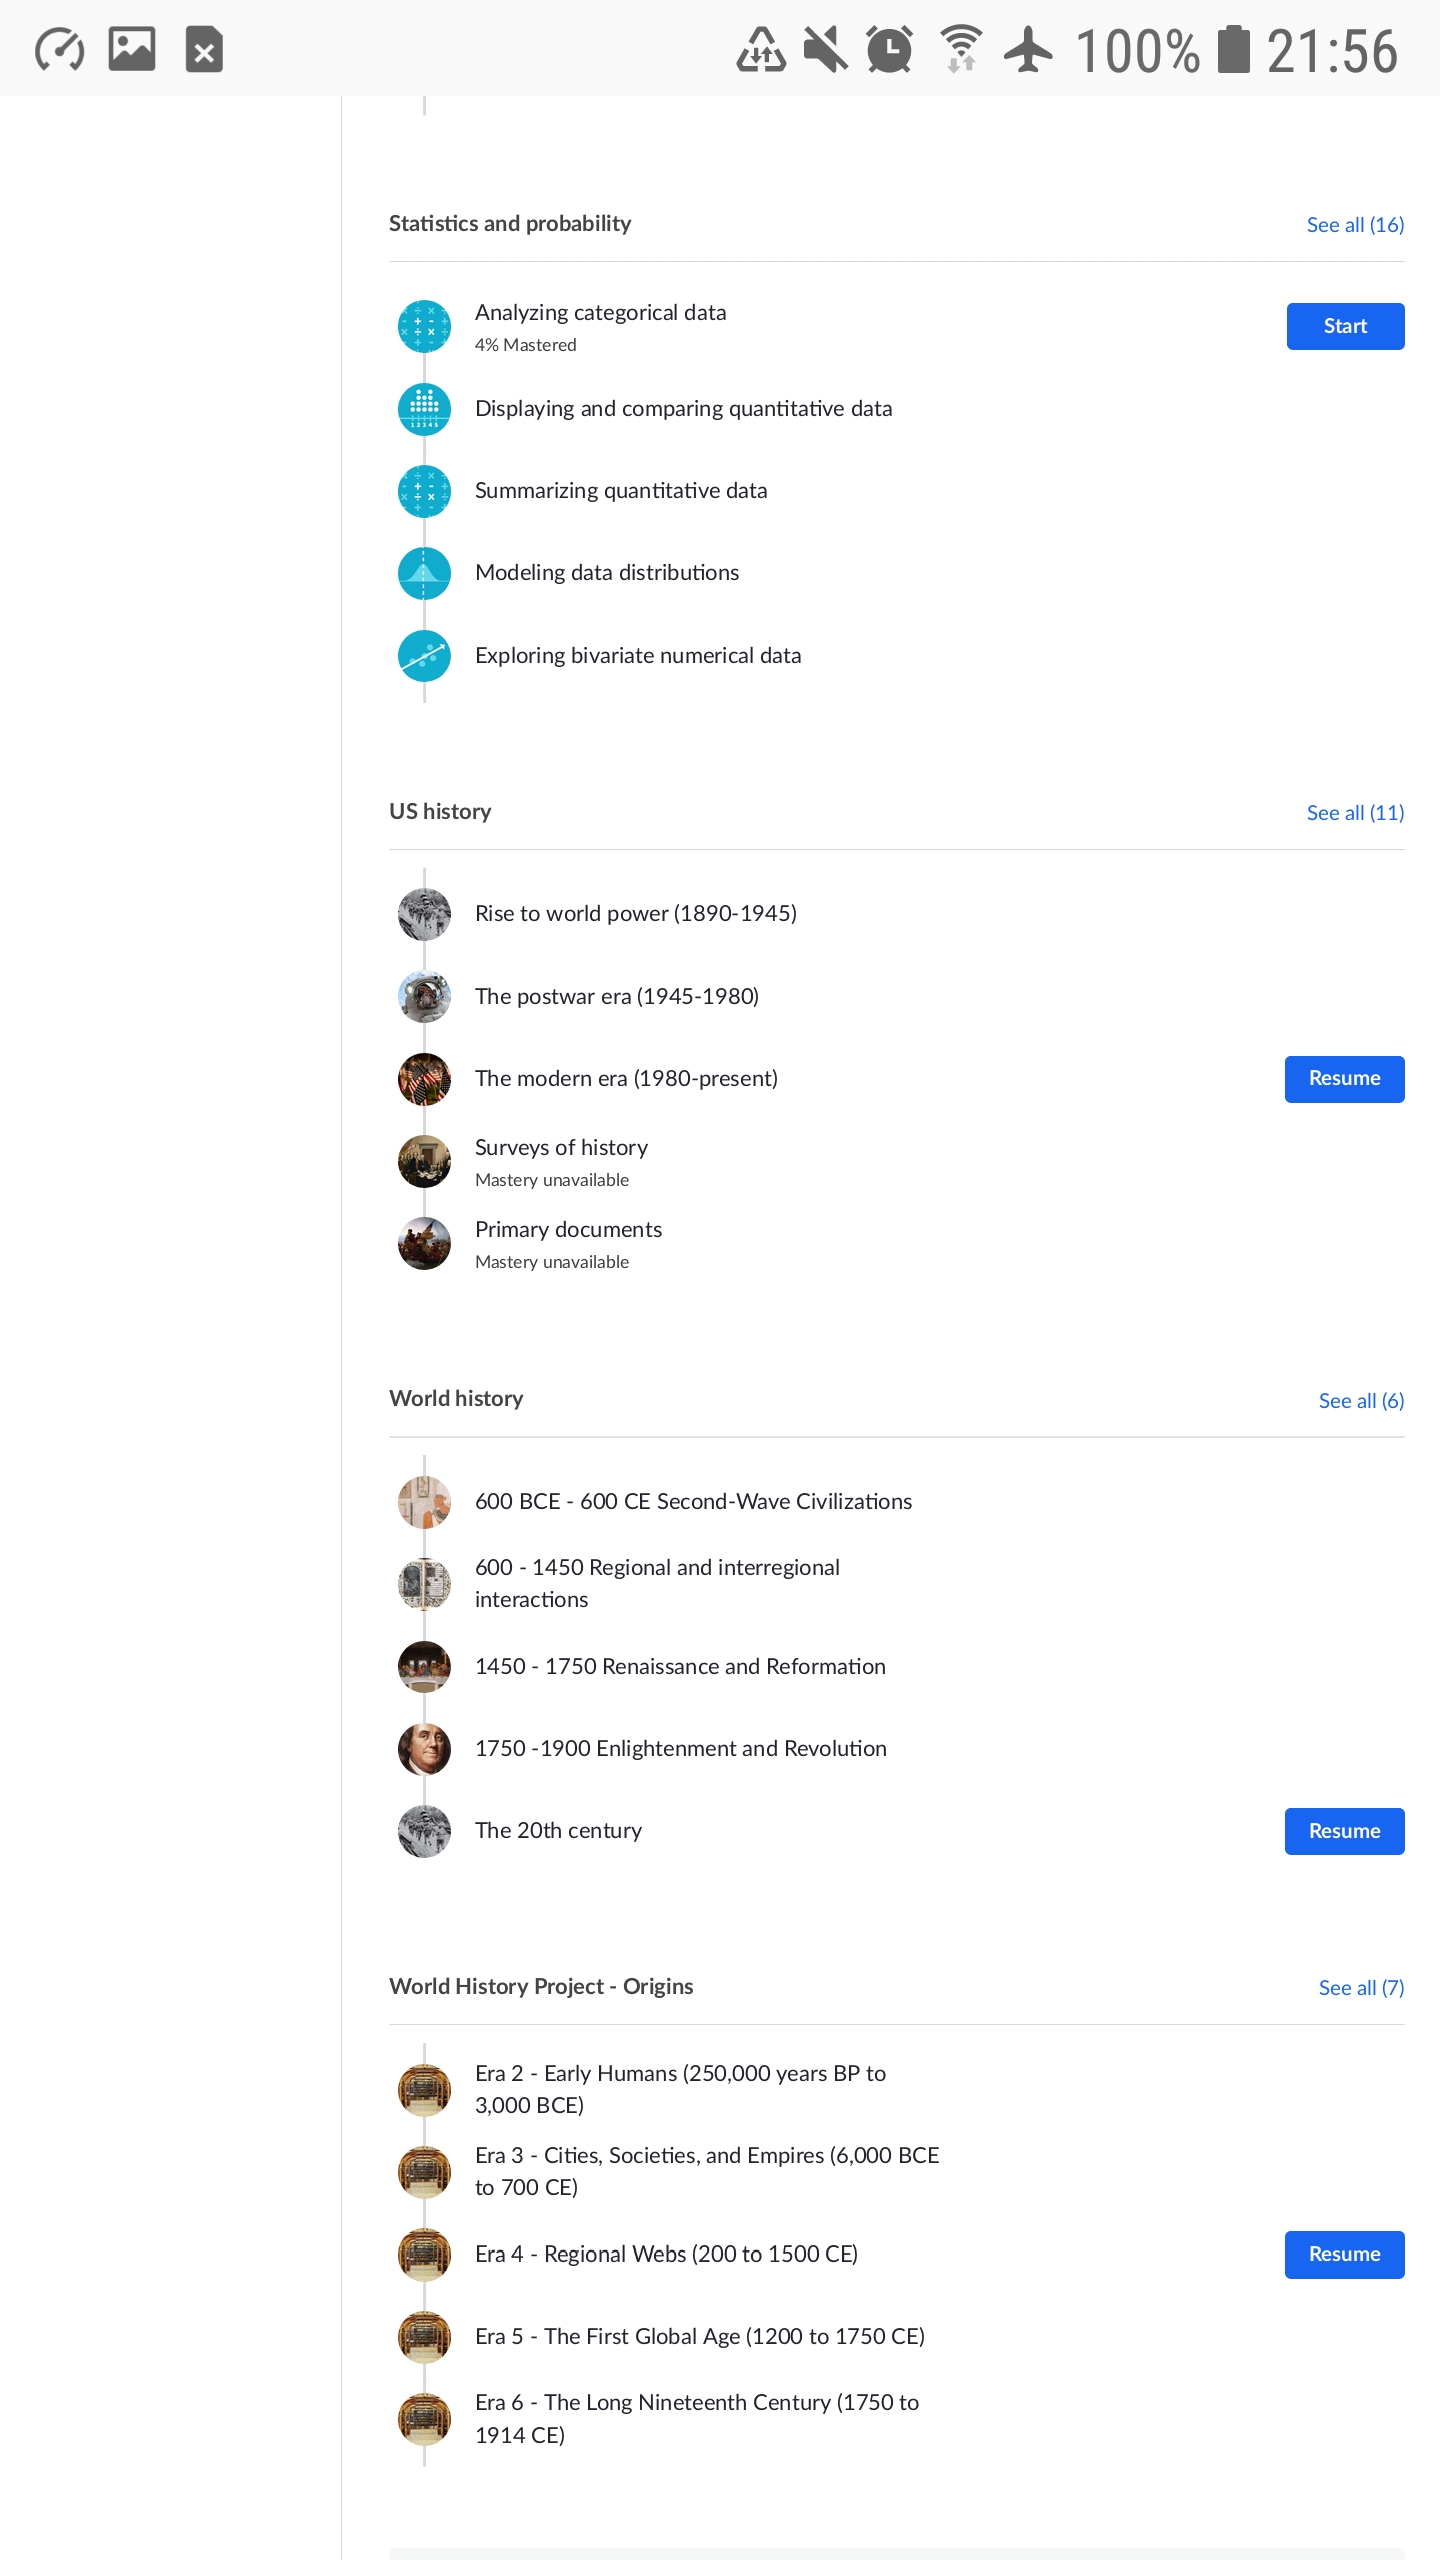 100% 21:56
Statistics and probability
See all (16)
Analyzing categorical data
4% Mastered
Start
Displaying and comparing quantitative data
Summarizing quantitative data
Modeling data distributions
Exploring bivariate numerical data
US history
See all (11)
Rise to world power (1890-1945)
The postwar era (1945-1980)
The modern era (1980-present)
Resume
Surveys of history
Mastery unavailable
Primary documents
Mastery unavailable
World history
See all (6)
600 BCE - 600 CE Second-Wave Civilizations
600 - 1450 Regional and interregional
interactions
1450 - 1750 Renaissance and Reformation
1750 -1900 Enlightenment and Revolution
The 20th century
Resume
World History Project - Origins
See all (7)
Era 2 - Early Humans (250,000 years BP to
3,000 BCE)
Era 3 - Cities, Societies, and Empires (6,000 BCE
to 700 CE)
Era 4 - Regional Webs (200 to 1500 CE)
Resume
Era 5 - The First Global Age (1200 to 1750 CE)
Era 6 - The Long Nineteenth Century (1750 to
1914 CE)